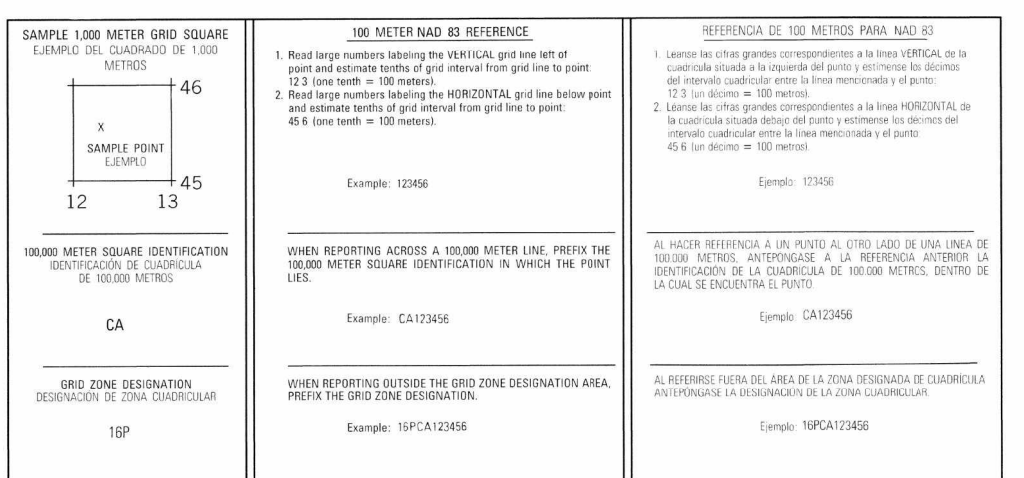 SAMPLE 1,000 METER GRID SQUARE
EJEMPLO DEL CUADRADO DE 1,000
METROS
46
X
SAMPLE POINT
EJEMPLO
45
12 13
100,000 METER SQUARE IDENTIFICATION
IDENTIFICACIÓN DE CUADRÍCULA
DE 100,000 METROS
CA
GRID ZONE DESIGNATION
DESIGNACIÓN DE ZONA CUADRICULAR
16P
100 METER NAD 83 REFERENCE
1. Read large numbers labeling the VERTICAL grid line left of
point and estimate tenths of grid interval from grid line to point:
12 3 (one tenth = 100 meters).
2. Read large numbers labeling the HORIZONTAL grid line below point
and estimate tenths of grid interval from grid line to point:
45 6 (one tenth = 100 meters).
Example: 123456
WHEN REPORTING ACROSS A 100,000 METER LINE, PREFIX THE
100,000 METER SQUARE IDENTIFICATION IN WHICH THE POINT
LIES.
Example: CA123456
WHEN REPORTING OUTSIDE THE GRID ZONE DESIGNATION AREA,
PREFIX THE GRID ZONE DESIGNATION.
Example: 16PCA123456
REFERENCIA DE 100 METROS PARA NAD 83
1. Léanse las cifras grandes correspondientes a la línea VERTICAL de la
cuadrícula situada a la izquierda del punto y estímense los décimos
del intervalo cuadricular entre la línea mencionada y el punto:
12 3 (un décimo = 100 metros).
2. Léanse las cifras grandes correspondientes a la línea HORIZONTAL de
la cuadrícula situada debajo del punto y estímense los décimos del
intervalo cuadricular entre la línea mencionada y el punto:
45 6 (un décimo = 100 metros).
Ejemplo: 123456
AL HACER REFERENCIA A UN PUNTO AL OTRO LADO DE UNA LINEA DE
100.000 METROS, ANTEPÓNGASE A LA REFERENCIA ANTERIOR LA
IDENTIFICACIÓN DE LA CUADRÍCULA DE 100.000 METROS, DENTRO DE
LA CUAL SE ENCUENTRA EL PUNTO.
Ejemplo: CA123456
AL REFERIRSE FUERA DEL ÁREA DE LA ZONA DESIGNADA DE CUADRÍCULA
ANTEPÓNGASE LA DESIGNACIÓN DE LA ZONA CUADRICULAR.
Ejemplo: 16PCA123456